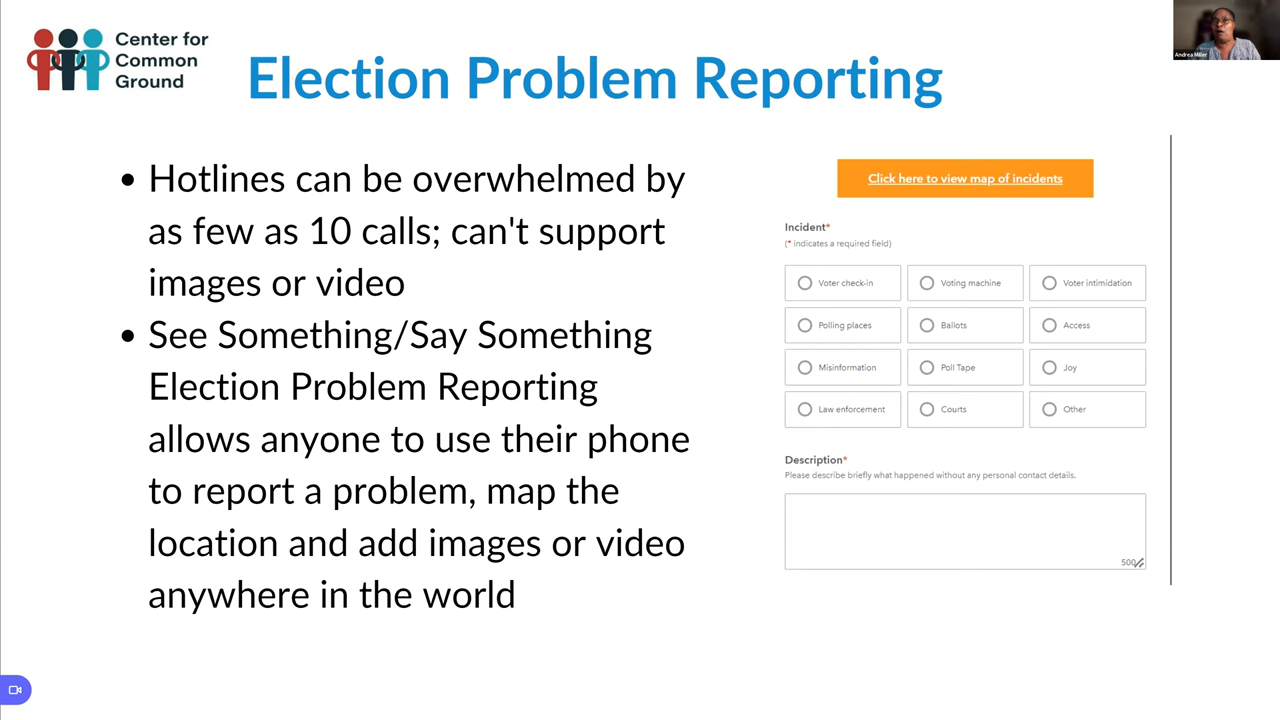 Center for
Common
Ground
Election Problem Reporting
Andrea Miller
• Hotlines can be overwhelmed by
as few as 10 calls; can't support
images or video
• See Something/Say Something
Election Problem Reporting
allows anyone to use their phone
to report a problem, map the
location and add images or video
anywhere in the world
Click here to view map of incidents
Incident*
(* indicates a required field)
Voter check-in
Voting machine
Voter intimidation
Polling places
Ballots
Access
Misinformation
Poll Tape
Joy
Law enforcement
Courts
Other
Description*
Please describe briefly what happened without any personal contact details.
500